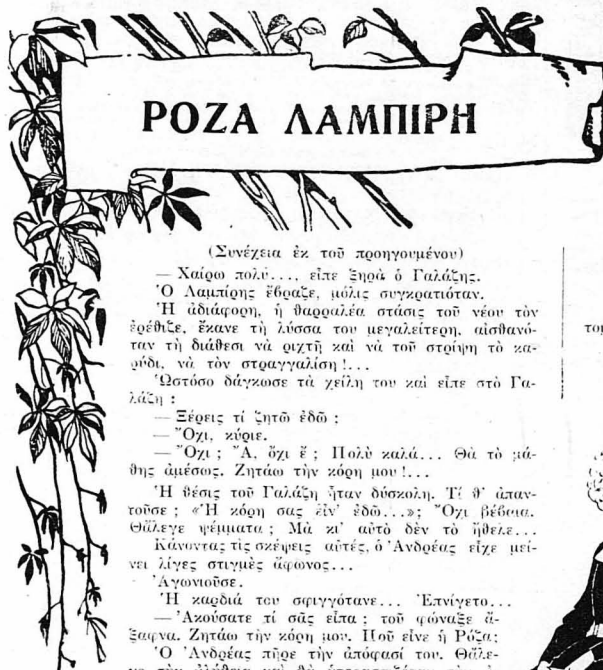 ΡΟΖΑ ΛΑΜΠΙΡΗ
(Συνέχεια ἐκ τοῦ προηγουμένου)
— Χαίρω πολύ..., εἶπε ξηρὰ ὁ Γαλάζης.
Ὁ Λαμπίρης ἔβραζε, μόλις συγκρατιόταν.
Ἡ ἀδιάφορη, ἡ θαρραλέα στάσις τοῦ νέου τὸν
ἐρέθιζε, ἔκανε τὴ λύσσα του μεγαλείτερη, αἰσθανό-
ταν τὴ διάθεσι νὰ ριχτῆ καὶ νὰ τοῦ στρίψη τὸ κα-
ρύδι, νὰ τὸν στραγγαλίση!...
Ὡστόσο δάγκωσε τὰ χείλη του καὶ εἶπε στὸ Γα-
λάζη :
— Ξέρεις τί ζητῶ ἐδῶ ;
— Ὄχι, κύριε.
— Ὄχι ; Ἄ, ὄχι ἔ ; Πολὺ καλά... Θὰ τὸ μά-
θης ἀμέσως. Ζητάω τὴν κόρη μου!...
Ἡ θέσις τοῦ Γαλάζη ἦταν δύσκολη. Τί θ' ἀπαν-
τοῦσε ; «Ἡ κόρη σας εἶν' ἐδῶ...»; Ὄχι βέβαια.
Θἄλεγε ψέμματα ; Μὰ κι' αὐτὸ δὲν τὸ ἤθελε...
Κάνοντας τὶς σκέψεις αὐτές, ὁ Ἀνδρέας εἶχε μεί-
νει λίγες στιγμὲς ἄφωνος...
Ἀγωνιοῦσε.
Ἡ καρδιά του σφιγγότανε... Ἐπνίγετο...
— Ἀκούσατε τί σᾶς εἶπα ; τοῦ φώναξε ἄ-
ξαφνα. Ζητάω τὴν κόρη μου. Ποῦ εἶνε ἡ Ρόζα;
Ὁ Ἀνδρέας πῆρε τὴν ἀπόφασί του. Θἄλε-